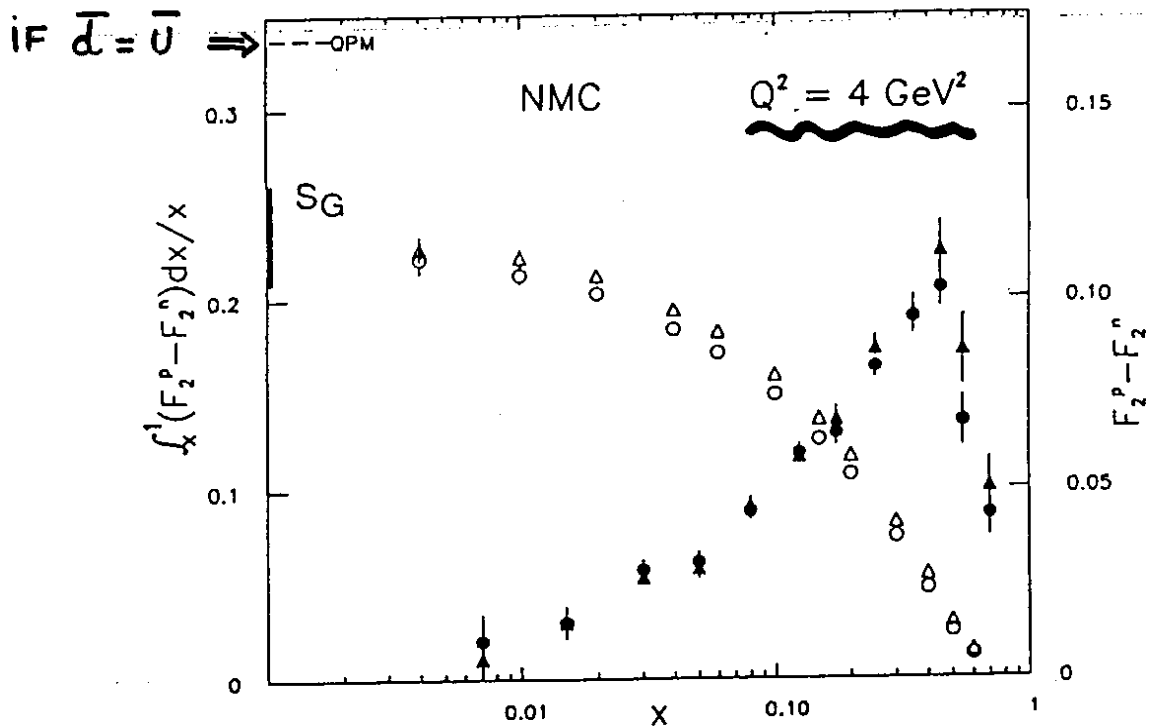 IF d̅ = U̅ ⇒ ---QPM
NMC
Q² = 4 GeV²
S_G
∫ₓ¹(F₂ᵖ−F₂ⁿ)dx/x
0.3
0.2
0.1
0
0.15
0.10
0.05
0
F₂ᵖ−F₂ⁿ
0.01
0.10
1
X